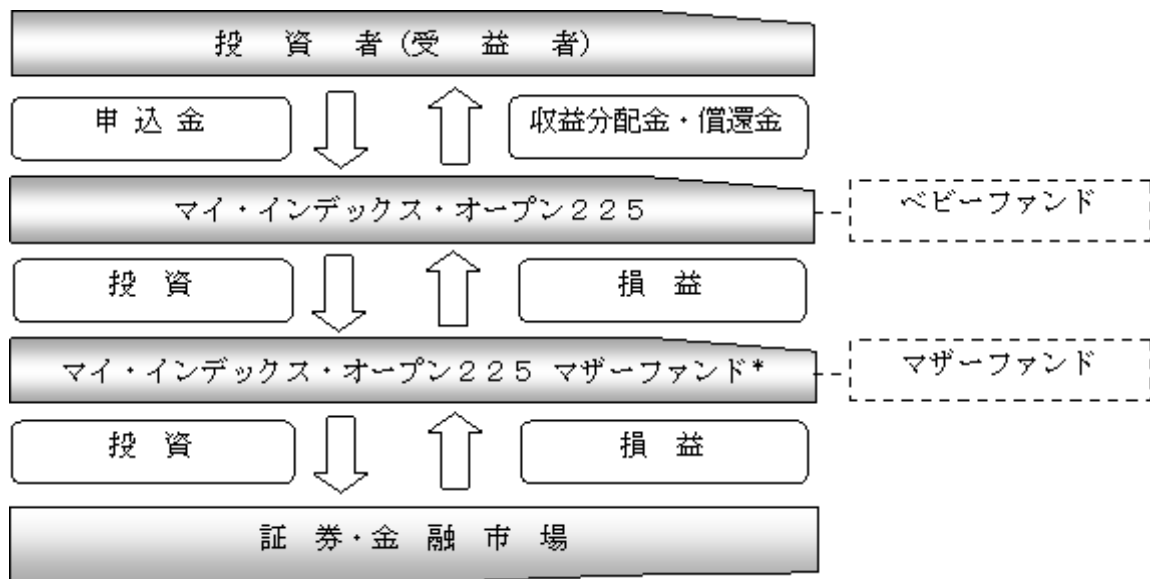 投資者(受益者)
申込金
収益分配金・償還金
マイ・インデックス・オープン２２５
ベビーファンド
投資
損益
マイ・インデックス・オープン２２５ マザーファンド*
マザーファンド
投資
損益
証券・金融市場